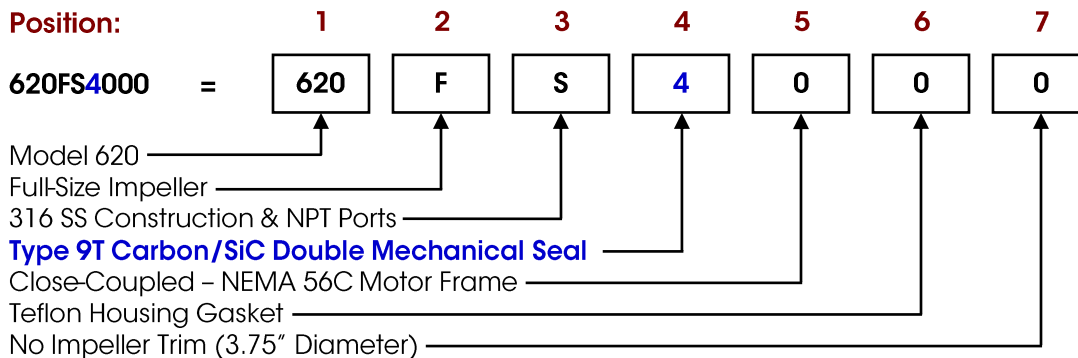 Position: 1 2 3 4 5 6 7
620FS4000 = 620 F S 4 0 0 0
Model 620
Full-Size Impeller
316 SS Construction & NPT Ports
Type 9T Carbon/SiC Double Mechanical Seal
Close-Coupled – NEMA 56C Motor Frame
Teflon Housing Gasket
No Impeller Trim (3.75” Diameter)